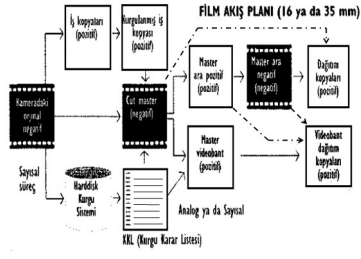 FİLM AKIŞ PLANI (16 ya da 35 mm)
İş kopyaları
(pozitif)
Kurgulanmış iş
kopyası
(pozitif)
Master
ara pozitif
(pozitif)
Master ara
negatif
(negatif)
Dağıtım
kopyaları
(pozitif)
Kameradaki
orijinal
negatif
Cut master
(negatif)
Master
videobant
(pozitif)
Videobant
dağıtım
kopyaları
(pozitif)
Sayısal
süreç
Harddisk
Kurgu
Sistemi
Analog ya da Sayısal
KKL (Kurgu Karar Listesi)